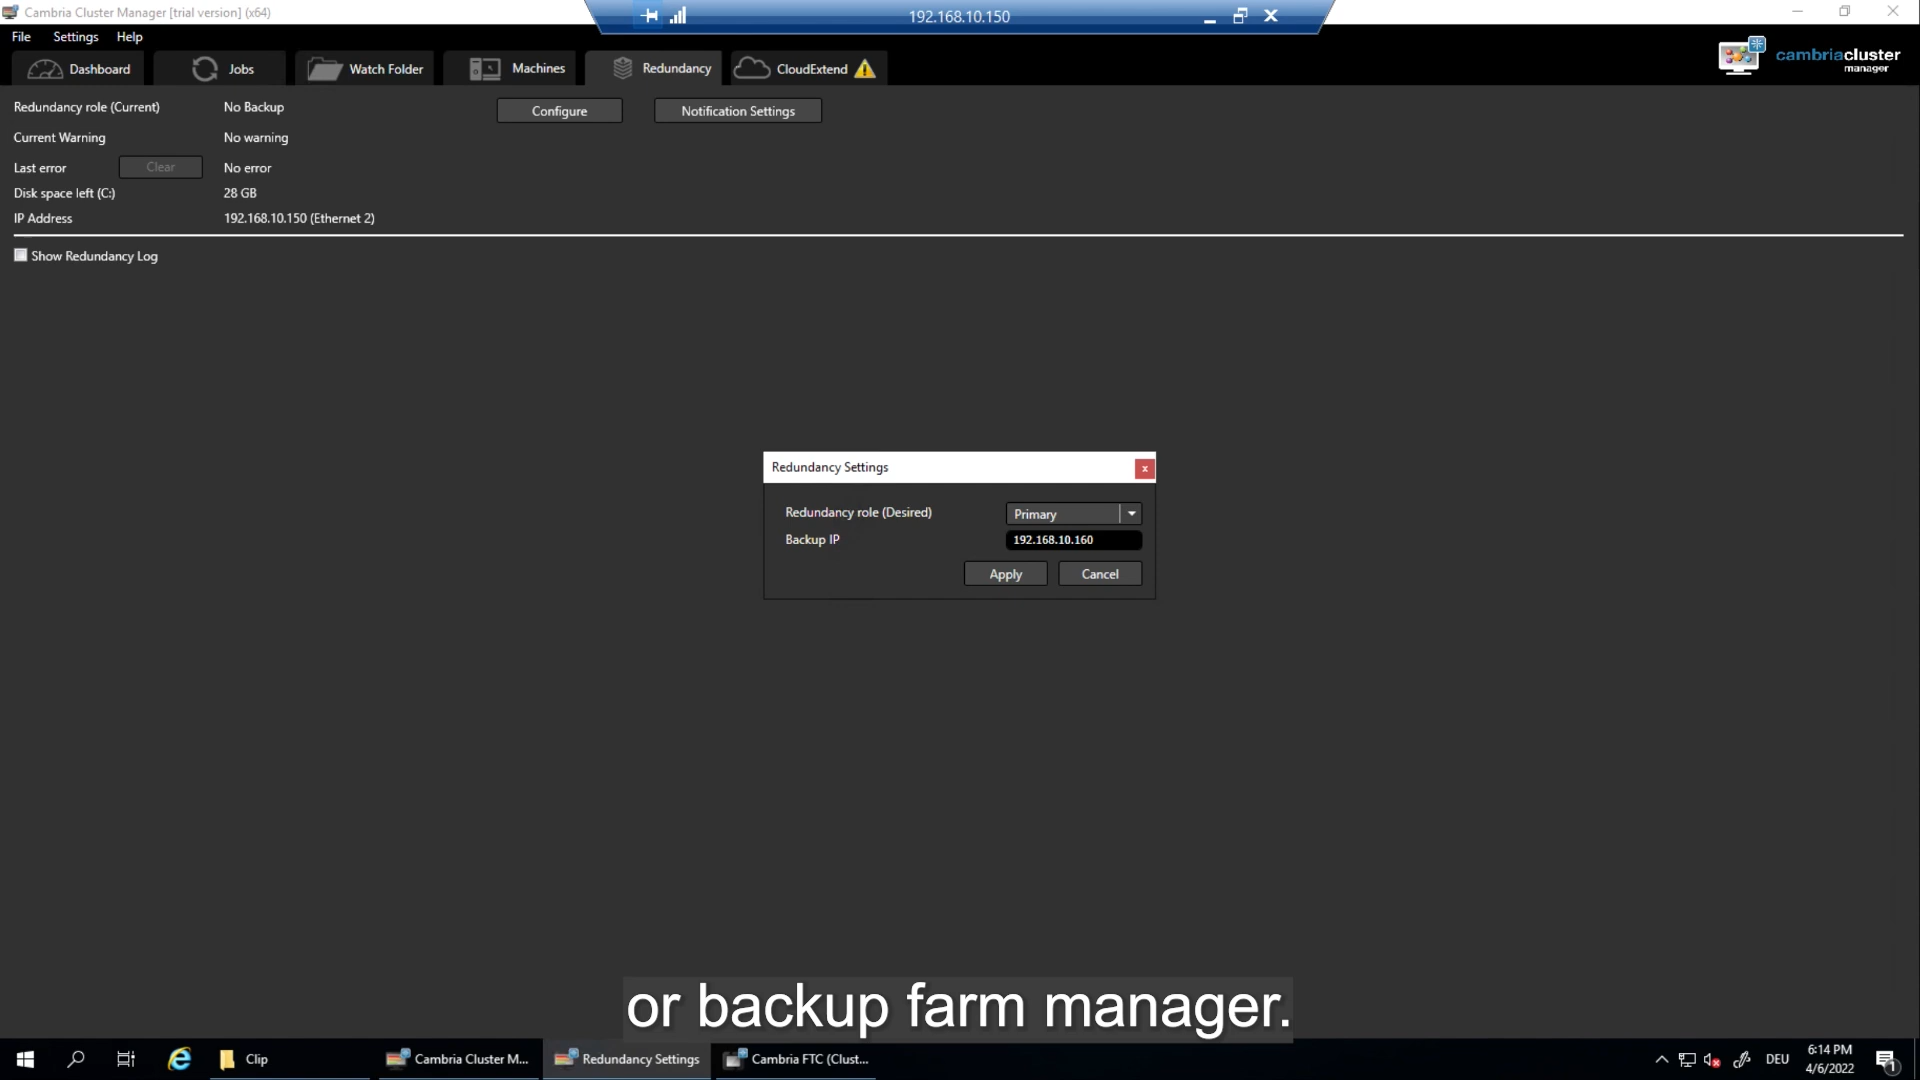 Cambria Cluster Manager [trial version] (x64)
192.168.10.150
File Settings Help
Dashboard Jobs Watch Folder Machines Redundancy CloudExtend
cambriacluster
manager
Redundancy role (Current) No Backup Configure Notification Settings
Current Warning No warning
Last error Clear No error
Disk space left (C:) 28 GB
IP Address 192.168.10.150 (Ethernet 2)
Show Redundancy Log
Redundancy Settings x
Redundancy role (Desired) Primary
Backup IP 192.168.10.160
Apply Cancel
or backup farm manager.
Clip Cambria Cluster M... Redundancy Settings Cambria FTC (Clust... DEU
6:14 PM
4/6/2022
1